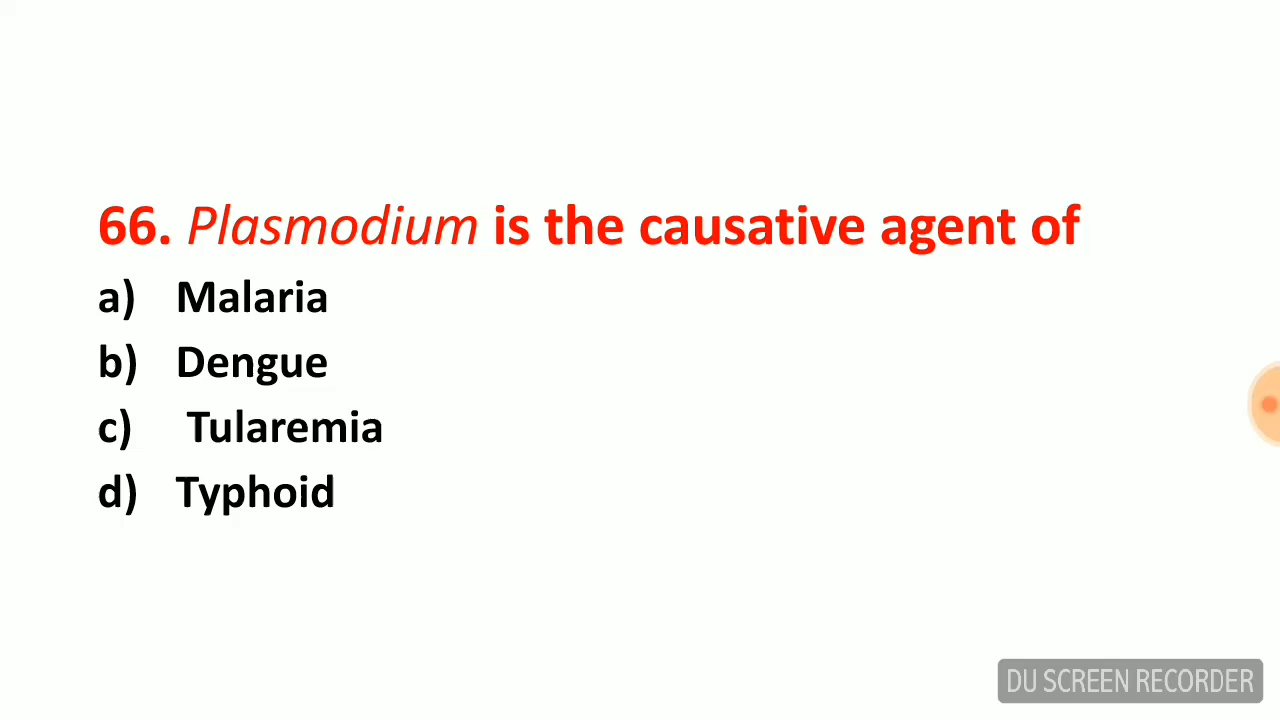 66. Plasmodium is the causative agent of
a) Malaria
b) Dengue
c) Tularemia
d) Typhoid
DU SCREEN RECORDER